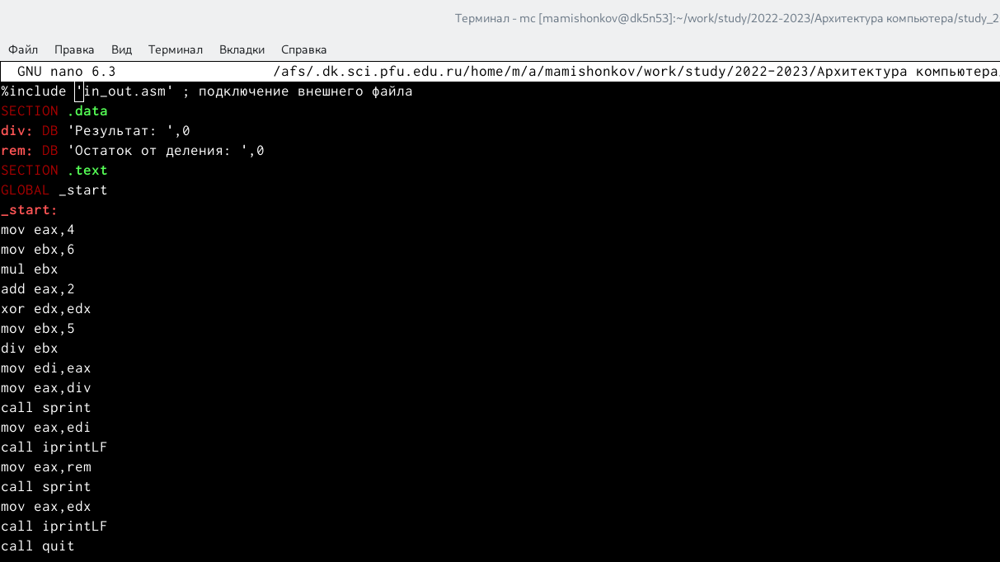 Терминал - mc [mamishonkov@dk5n53]:~/work/study/2022-2023/Архитектура компьютера/study_2
Файл Правка Вид Терминал Вкладки Справка
GNU nano 6.3 /afs/.dk.sci.pfu.edu.ru/home/m/a/mamishonkov/work/study/2022-2023/Архитектура компьютера
%include 'in_out.asm' ; подключение внешнего файла
SECTION .data
div: DB 'Результат: ',0
rem: DB 'Остаток от деления: ',0
SECTION .text
GLOBAL _start
_start:
mov eax,4
mov ebx,6
mul ebx
add eax,2
xor edx,edx
mov ebx,5
div ebx
mov edi,eax
mov eax,div
call sprint
mov eax,edi
call iprintLF
mov eax,rem
call sprint
mov eax,edx
call iprintLF
call quit